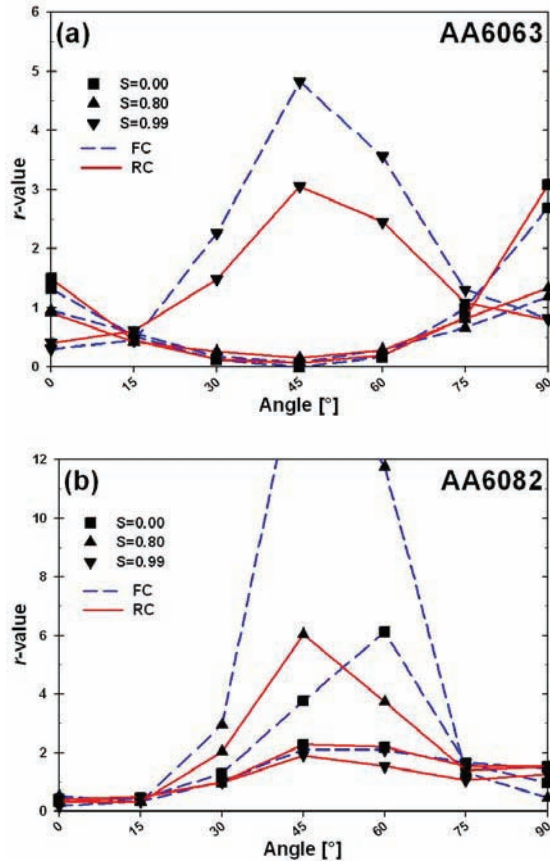 (a)
AA6063
6
5
4
3
2
1
0
r-value
S=0.00
S=0.80
S=0.99
FC
RC
0
15
30
45
60
75
90
Angle [°]
(b)
AA6082
12
10
8
6
4
2
0
r-value
S=0.00
S=0.80
S=0.99
FC
RC
0
15
30
45
60
75
90
Angle [°]